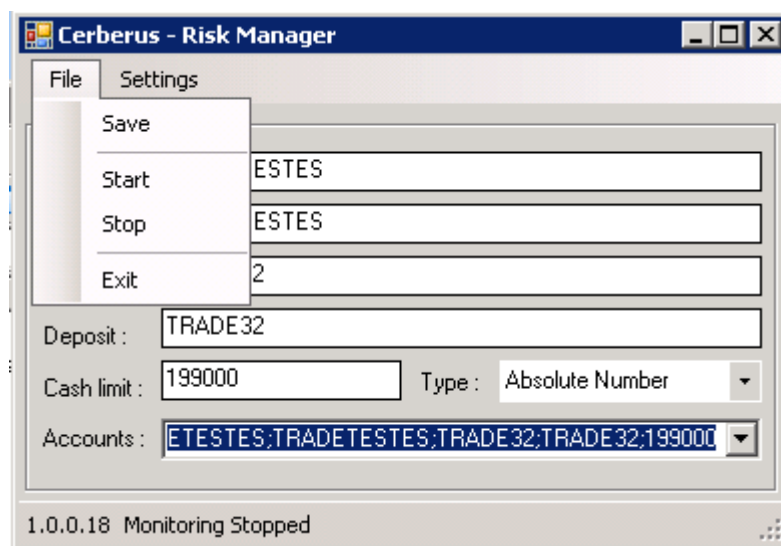 Cerberus - Risk Manager
File Settings
Save
Start
Stop
Exit
ESTES
ESTES
2
Deposit : TRADE32
Cash limit : 199000 Type : Absolute Number
Accounts : ETESTES;TRADETESTES;TRADE32;TRADE32;199000
1.0.0.18 Monitoring Stopped